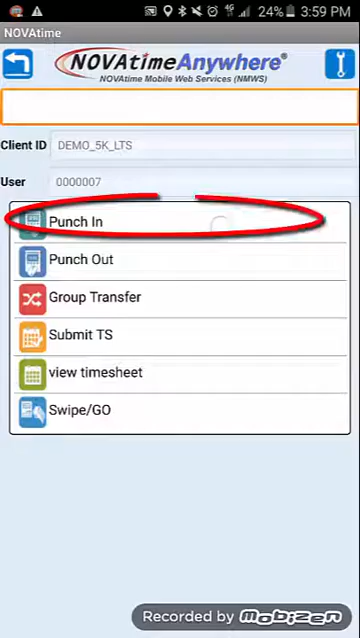 4G 24% 3:59 PM
NOVAtime
NOVAtimeAnywhere®
NOVAtime Mobile Web Services (NMWS)
Client ID DEMO_5K_LTS
User 0000007
Punch In
Punch Out
Group Transfer
Submit TS
view timesheet
Swipe/GO
Recorded by mobizen